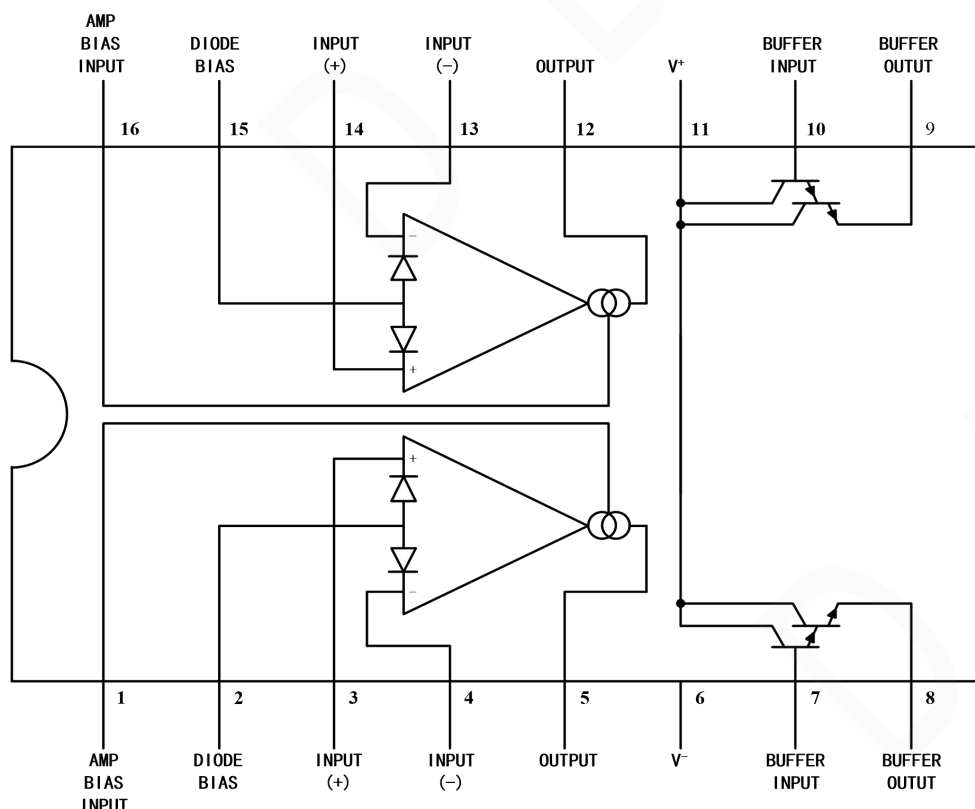 AMP
BIAS
INPUT
DIODE
BIAS
INPUT
(+)
INPUT
(−)
OUTPUT
V⁺
BUFFER
INPUT
BUFFER
OUTUT
16
15
14
13
12
11
10
9
−
+
+
−
1
2
3
4
5
6
7
8
AMP
BIAS
INPUT
DIODE
BIAS
INPUT
(+)
INPUT
(−)
OUTPUT
V⁻
BUFFER
INPUT
BUFFER
OUTUT